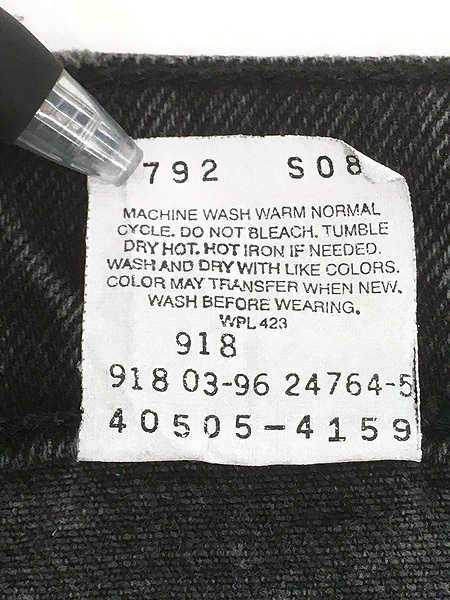 792 S08
MACHINE WASH WARM NORMAL
CYCLE. DO NOT BLEACH. TUMBLE
DRY HOT. HOT IRON IF NEEDED.
WASH AND DRY WITH LIKE COLORS.
COLOR MAY TRANSFER WHEN NEW.
WASH BEFORE WEARING.
WPL 423
918
918 03-96 24764-5
40505-4159